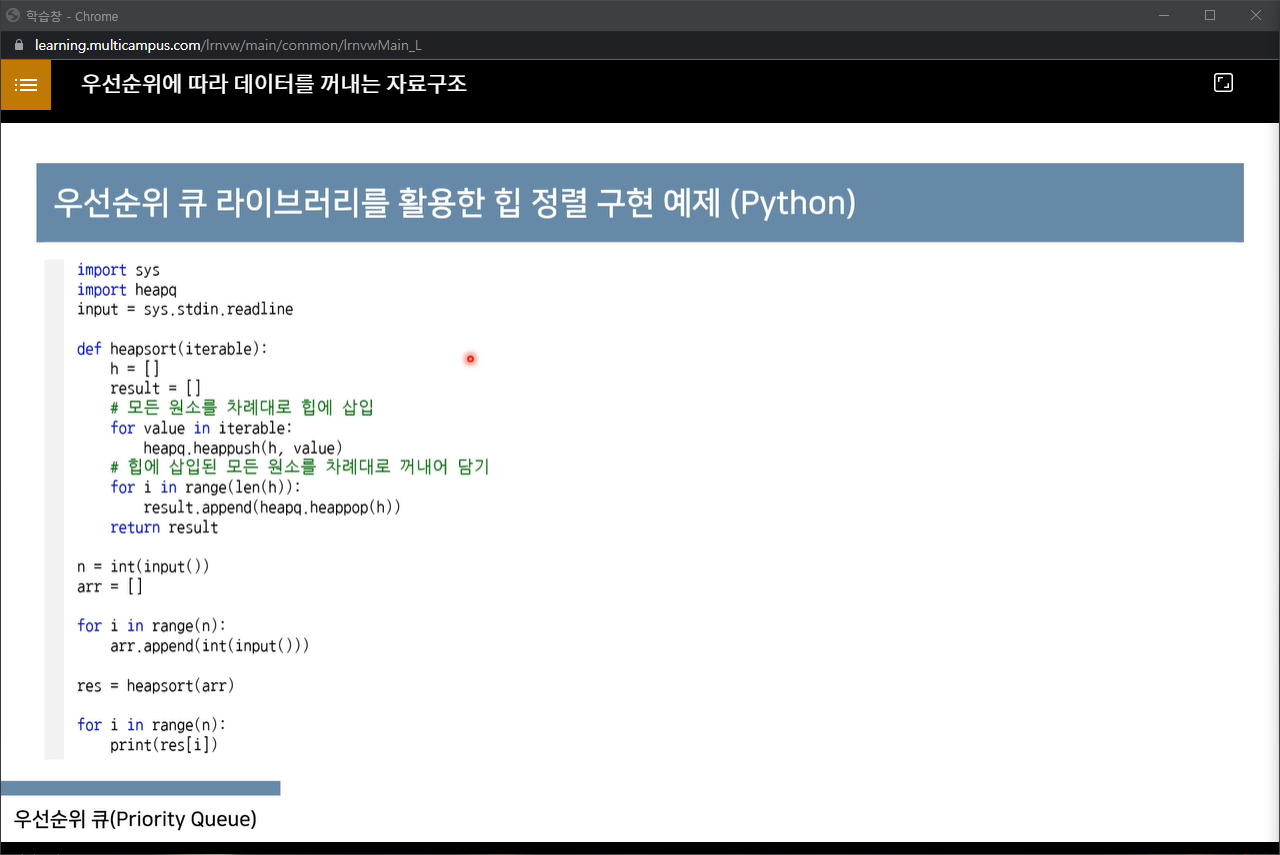 학습창 - Chrome
learning.multicampus.com/lrnvw/main/common/lrnvwMain_L
우선순위에 따라 데이터를 꺼내는 자료구조
우선순위 큐 라이브러리를 활용한 힙 정렬 구현 예제 (Python)
import sys
import heapq
input = sys.stdin.readline
def heapsort(iterable):
    h = []
    result = []
    # 모든 원소를 차례대로 힙에 삽입
    for value in iterable:
        heapq.heappush(h, value)
    # 힙에 삽입된 모든 원소를 차례대로 꺼내어 담기
    for i in range(len(h)):
        result.append(heapq.heappop(h))
    return result
n = int(input())
arr = []
for i in range(n):
    arr.append(int(input()))
res = heapsort(arr)
for i in range(n):
    print(res[i])
우선순위 큐(Priority Queue)